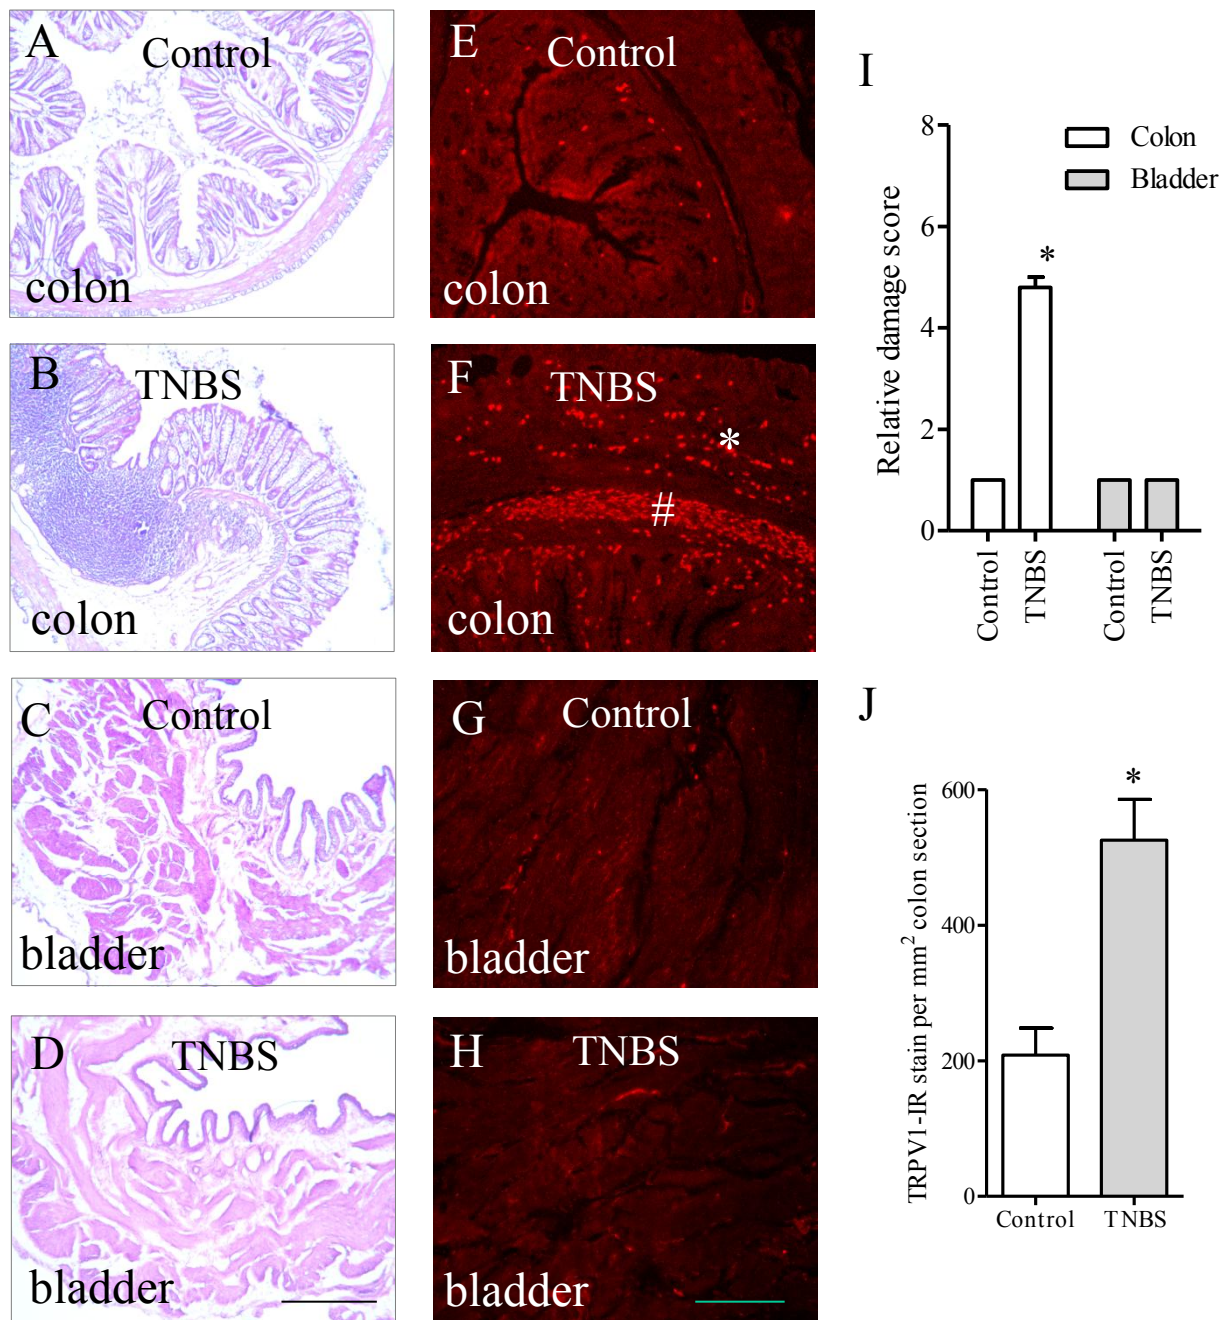 A
Control
colon
B
TNBS
colon
C
Control
bladder
D
TNBS
bladder
E
Control
colon
F
TNBS
*
#
colon
G
Control
bladder
H
TNBS
bladder
I
Colon
Bladder
Relative damage score
8
6
4
2
0
*
Control
TNBS
Control
TNBS
J
TRPV1-IR stain per mm² colon section
600
400
200
0
*
Control
TNBS